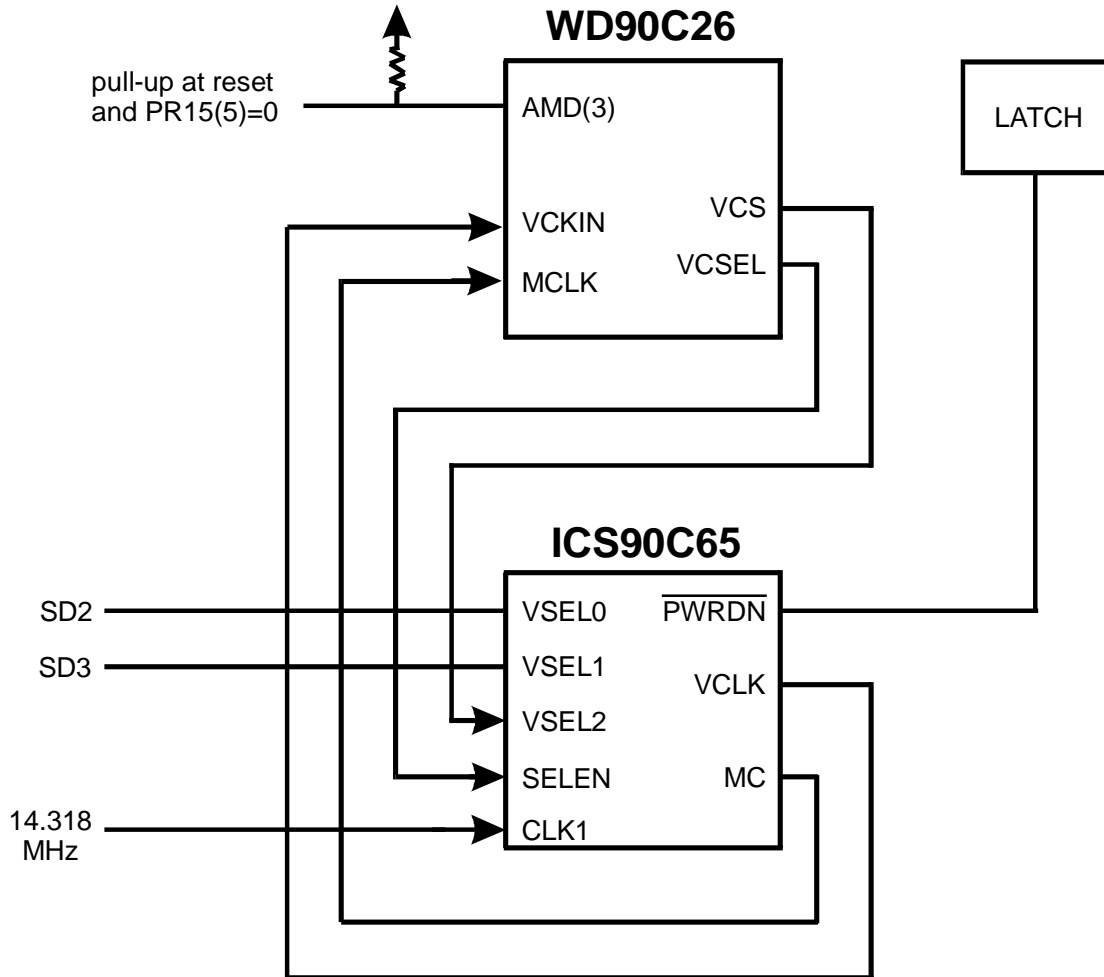 WD90C26
pull-up at reset
and PR15(5)=0
AMD(3)
LATCH
VCKIN
VCS
MCLK
VCSEL
ICS90C65
SD2
VSEL0
PWRDN
SD3
VSEL1
VCLK
VSEL2
SELEN
MC
14.318
MHz
CLK1